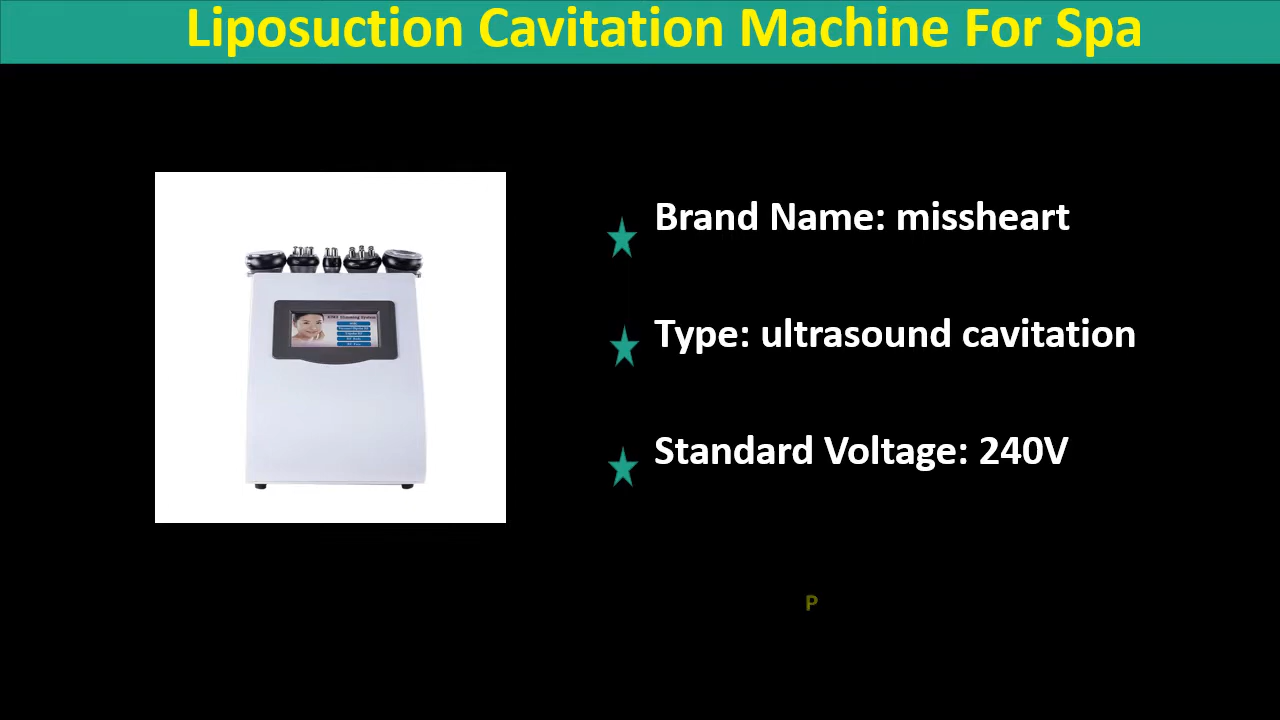 Liposuction Cavitation Machine For Spa
Brand Name: missheart
Type: ultrasound cavitation
Standard Voltage: 240V
P